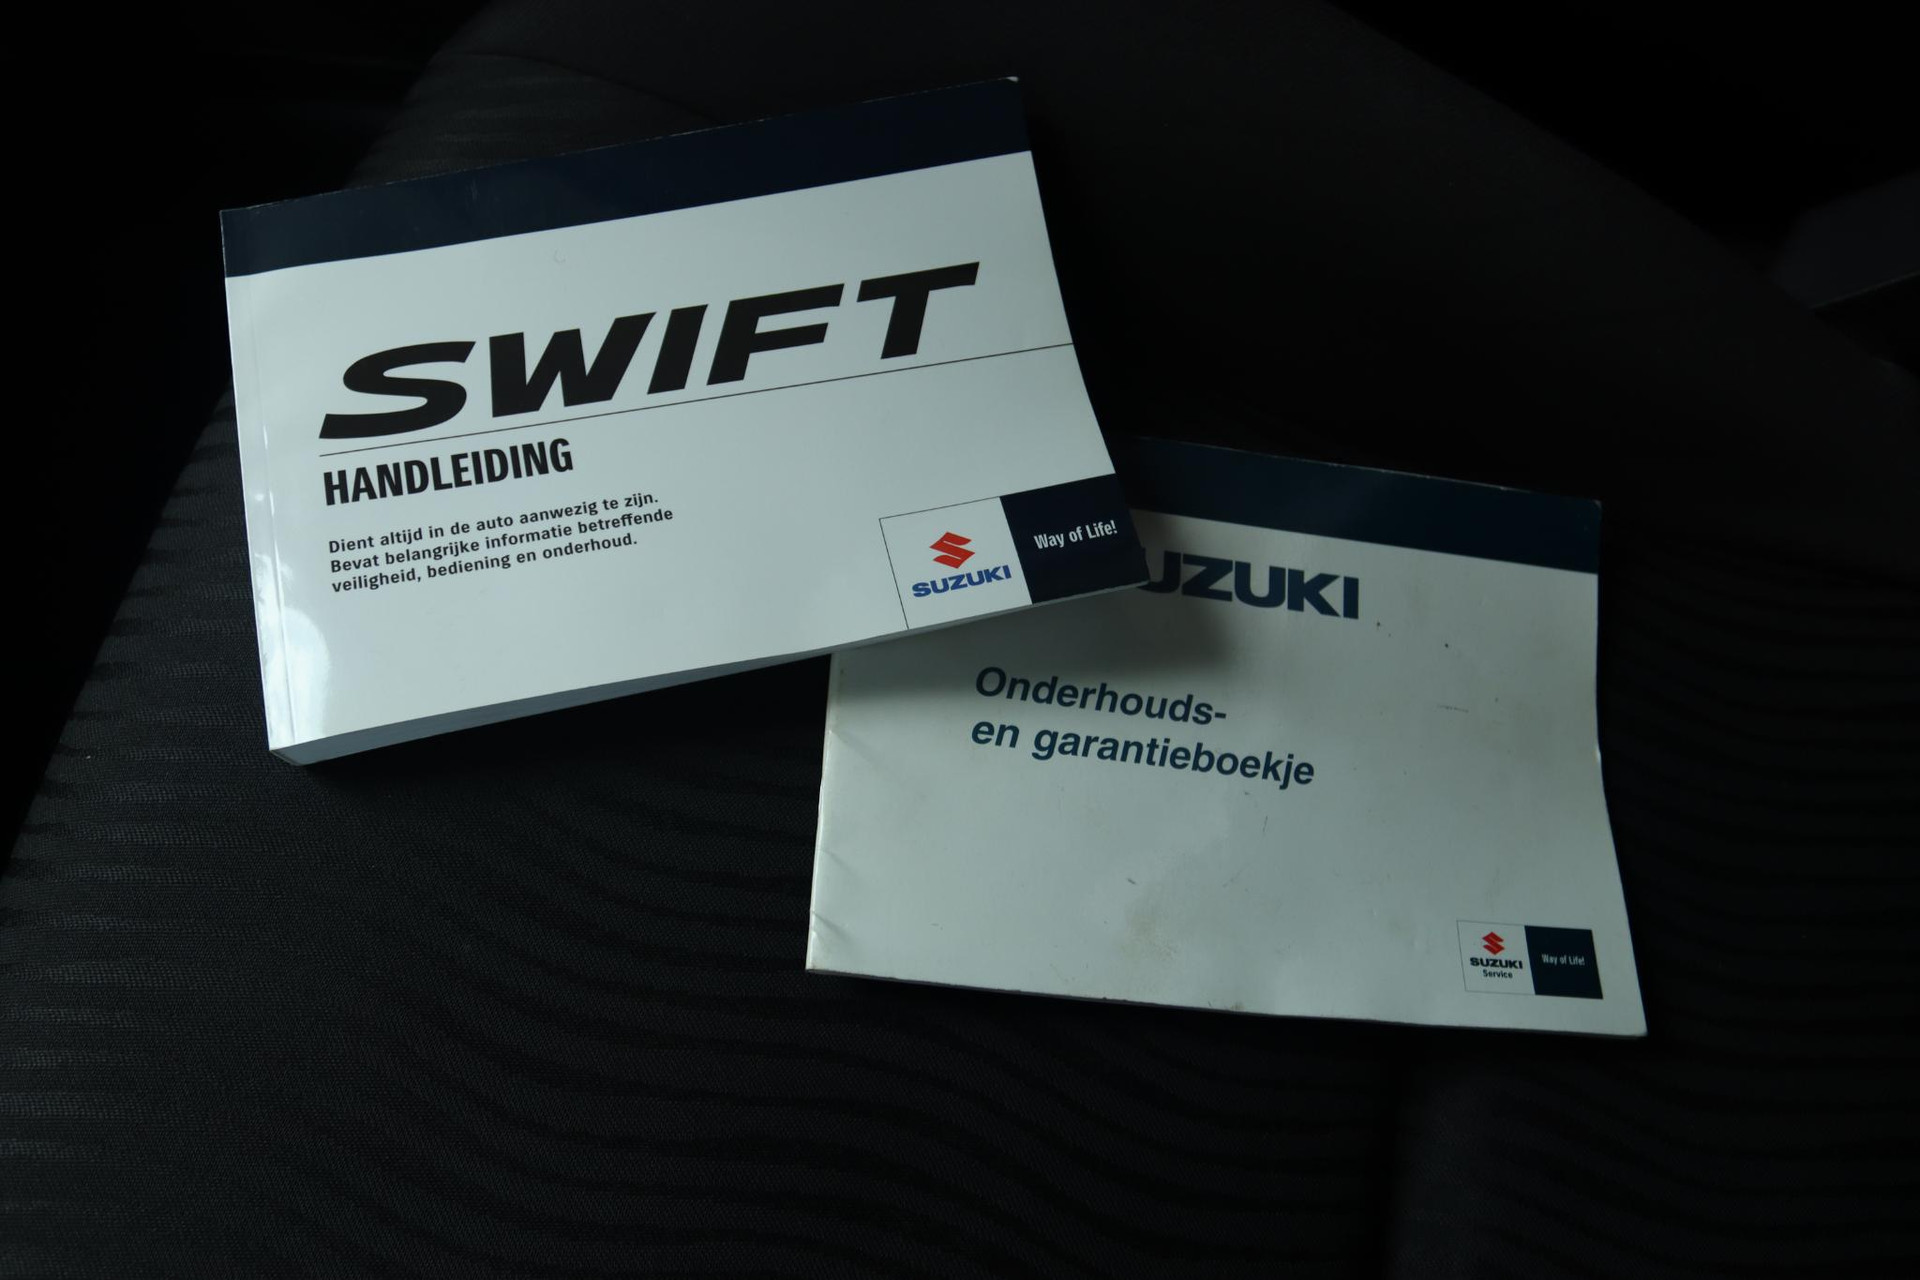 SWIFT
HANDLEIDING
Dient altijd in de auto aanwezig te zijn.
Bevat belangrijke informatie betreffende
veiligheid, bediening en onderhoud.
SUZUKI
Way of Life!
UZUKI
Onderhouds-
en garantieboekje
SUZUKI
Service
Way of Life!